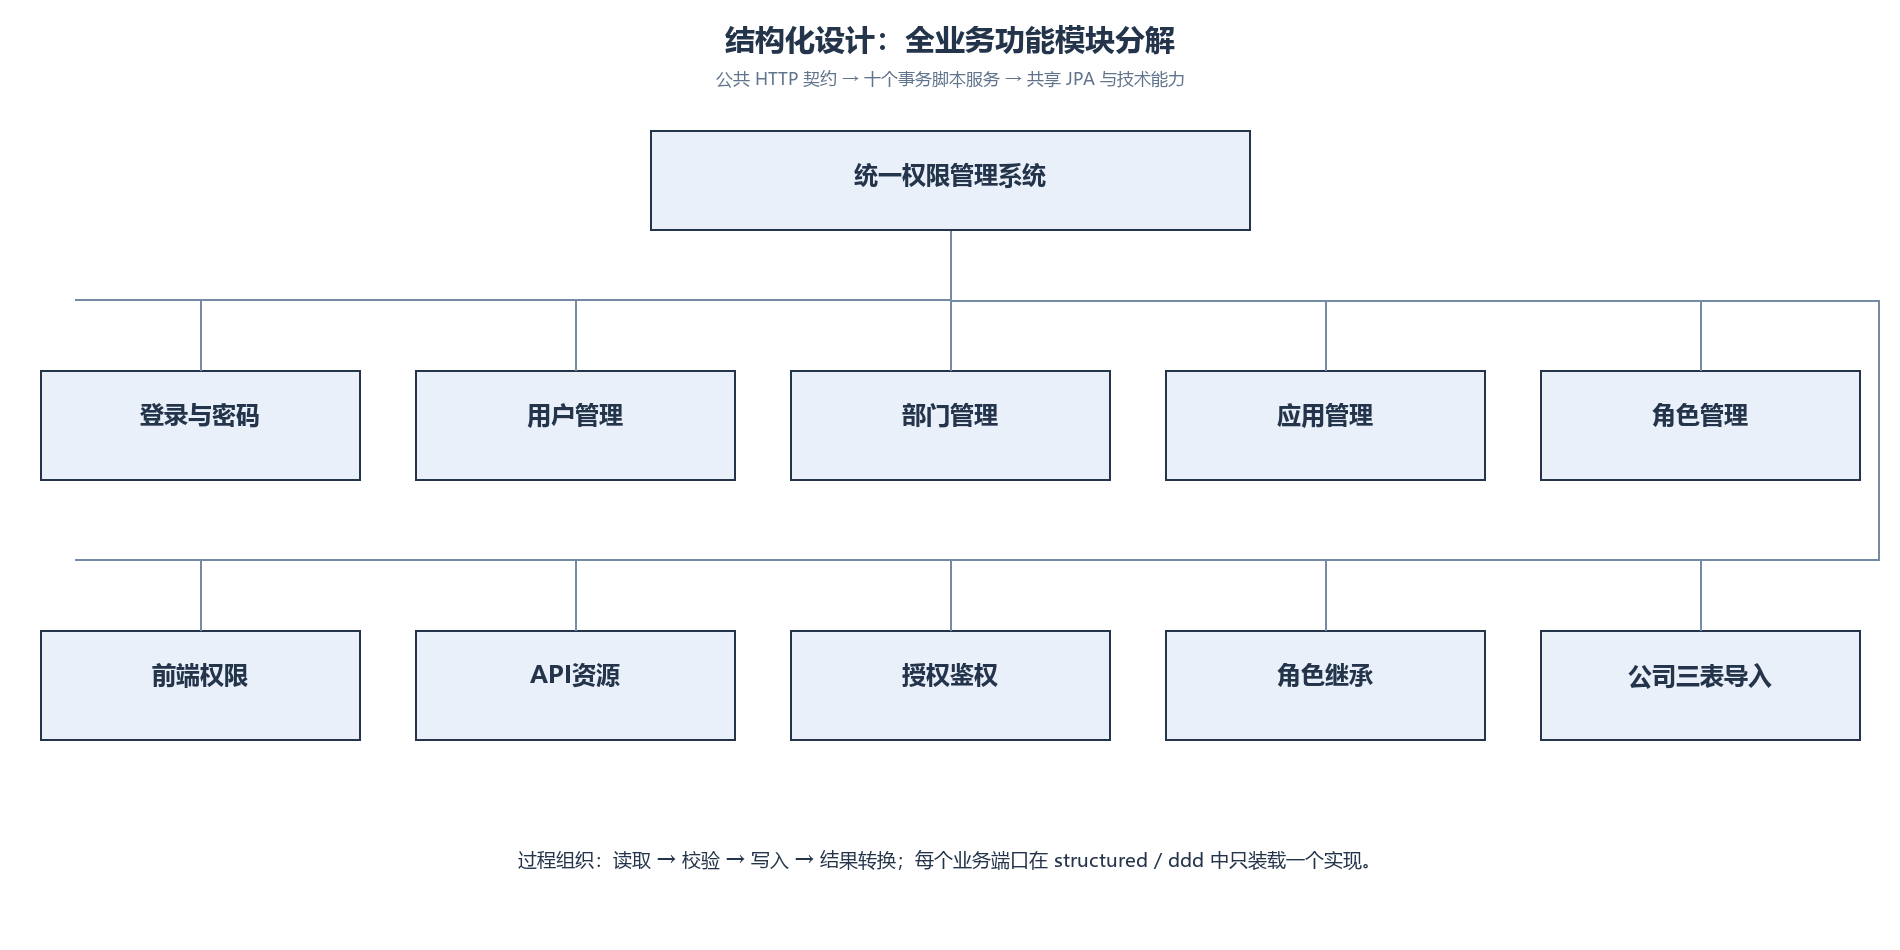 结构化设计：全业务功能模块分解
公共 HTTP 契约 → 十个事务脚本服务 → 共享 JPA 与技术能力
统一权限管理系统
登录与密码
用户管理
部门管理
应用管理
角色管理
前端权限
API资源
授权鉴权
角色继承
公司三表导入
过程组织：读取 → 校验 → 写入 → 结果转换；每个业务端口在 structured / ddd 中只装载一个实现。